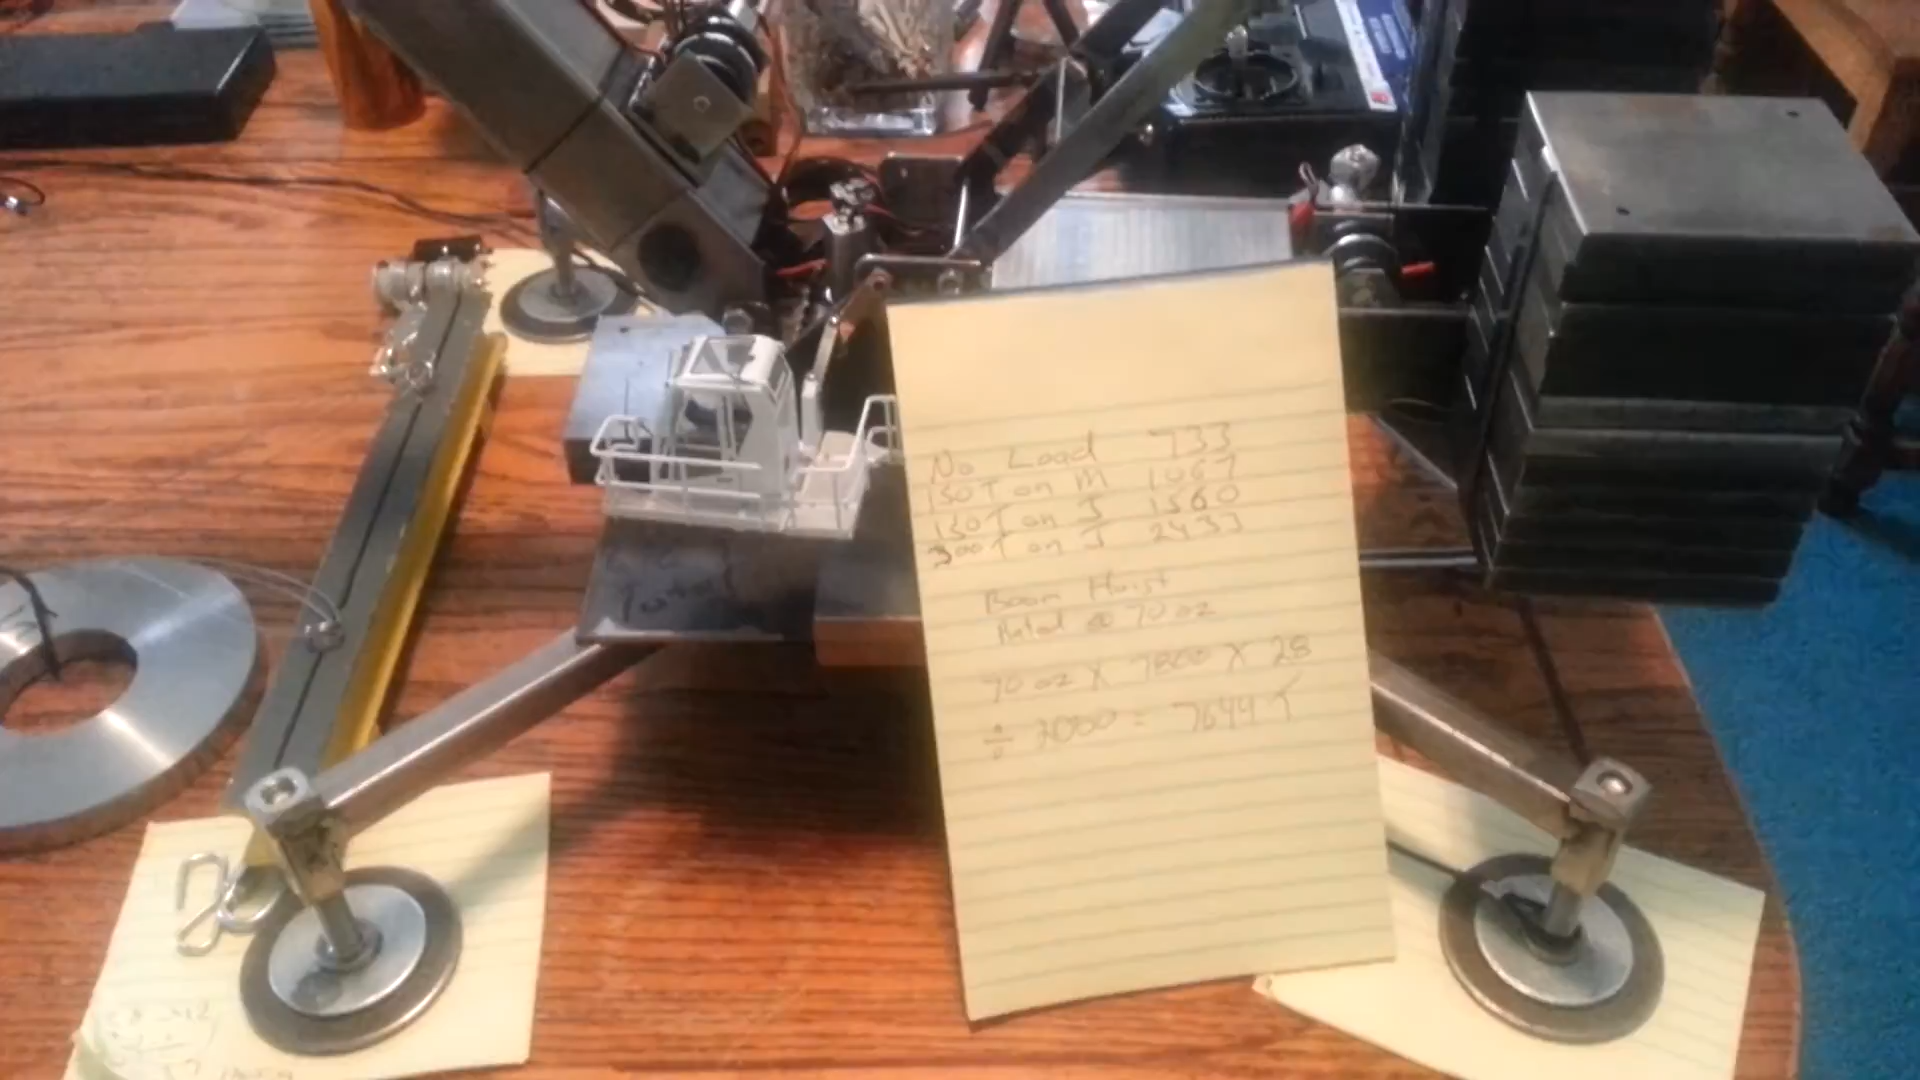 No Load 733
150T on M 1067
150T on J 1560
300T on J 2433
Boom Hoist
Rated @ 70 oz
70 oz X 7800 X 28
÷ 2000 = 7644 T